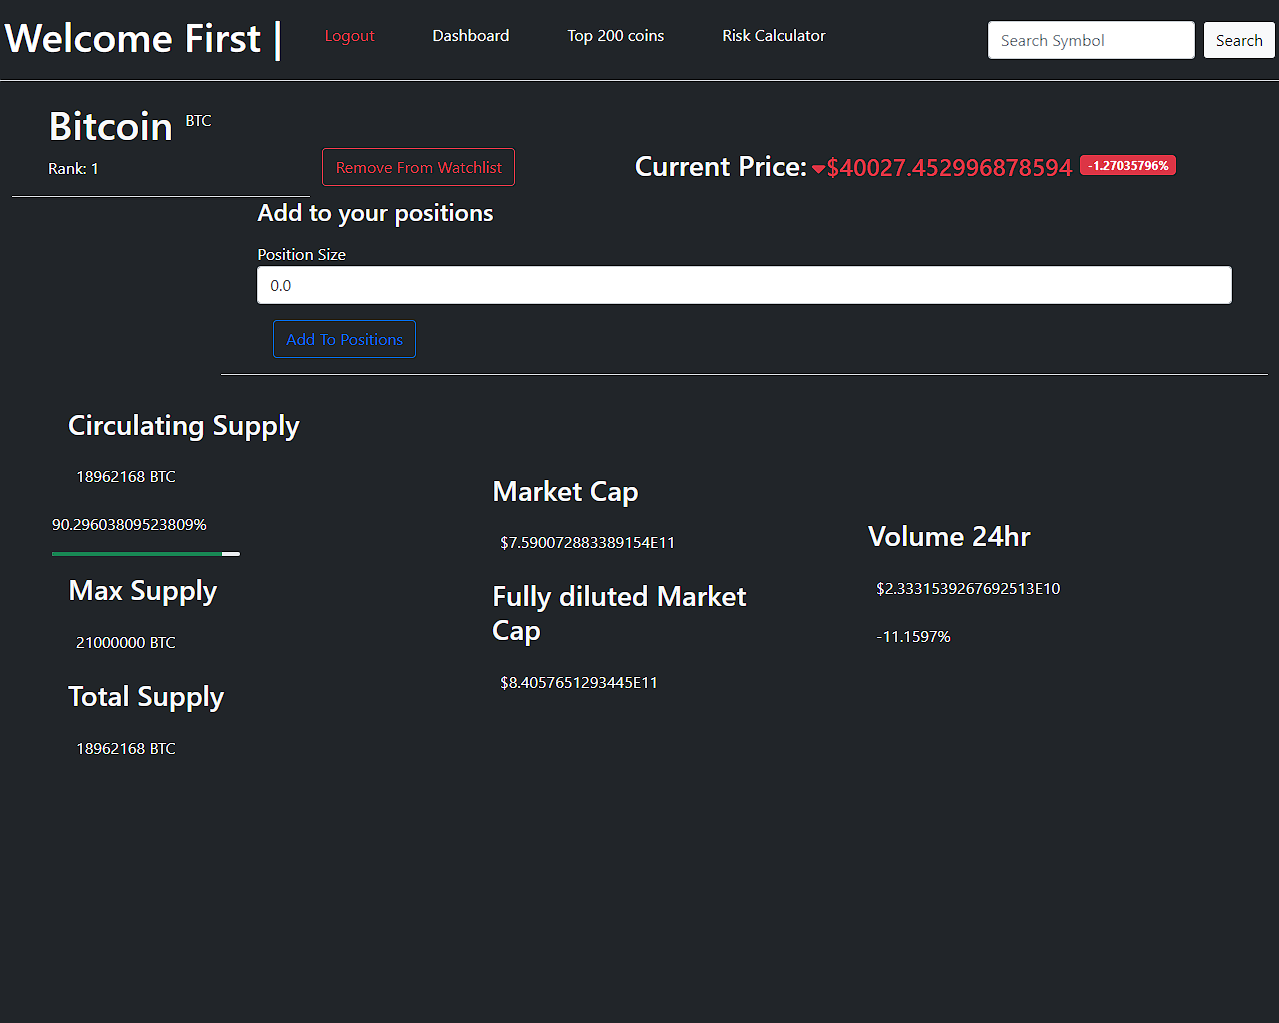 Welcome First |
Logout
Dashboard
Top 200 coins
Risk Calculator
Search Symbol
Search
Bitcoin BTC
Rank: 1
Remove From Watchlist
Current Price: $40027.452996878594 -1.27035796%
Add to your positions
Position Size
0.0
Add To Positions
Circulating Supply
18962168 BTC
90.29603809523809%
Max Supply
21000000 BTC
Total Supply
18962168 BTC
Market Cap
$7.590072883389154E11
Fully diluted Market
Cap
$8.4057651293445E11
Volume 24hr
$2.3331539267692513E10
-11.1597%